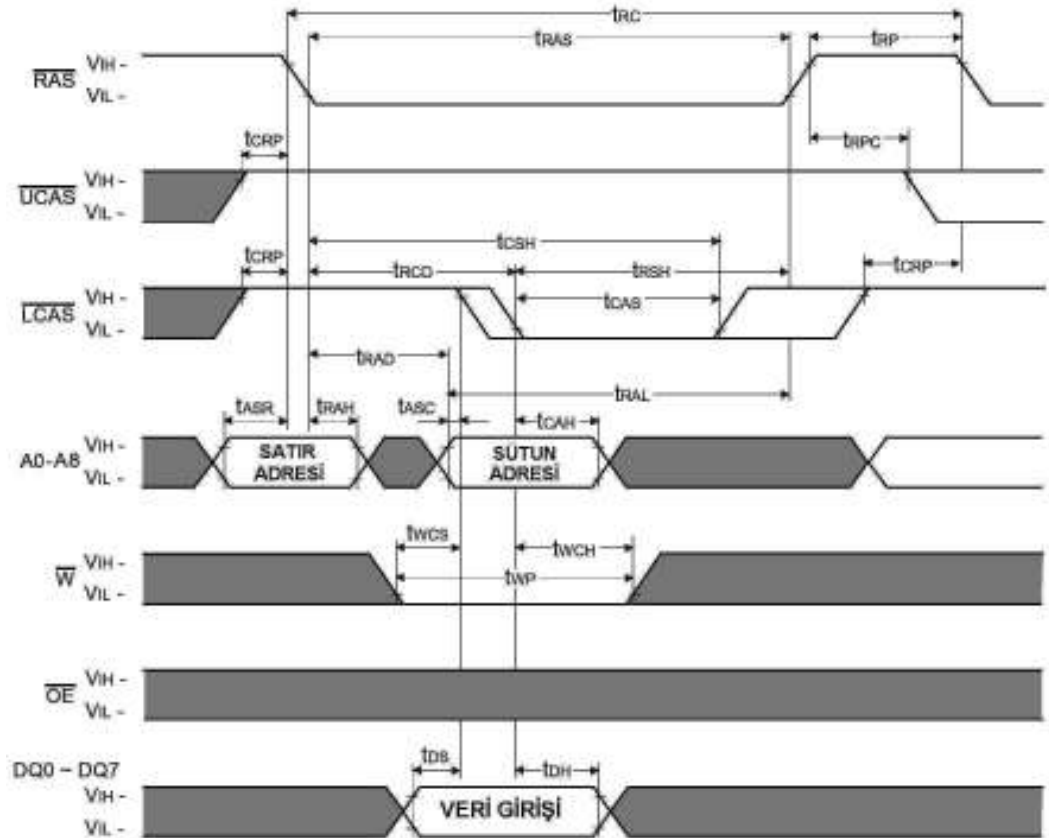 tRC
tRAS
tRP
RAS
VIH -
VIL -
tCRP
tRPC
UCAS
VIH -
VIL -
tCSH
tCRP
tRCD
tRSH
tCRP
LCAS
VIH -
VIL -
tCAS
tRAD
tRAL
tASR
tRAH
tASC
tCAH
A0-A8
VIH -
VIL -
SATIR
ADRESİ
SÜTUN
ADRESİ
tWCS
tWCH
W
VIH -
VIL -
tWP
OE
VIH -
VIL -
tDS
tDH
DQ0 ~ DQ7
VIH -
VIL -
VERİ GİRİŞİ